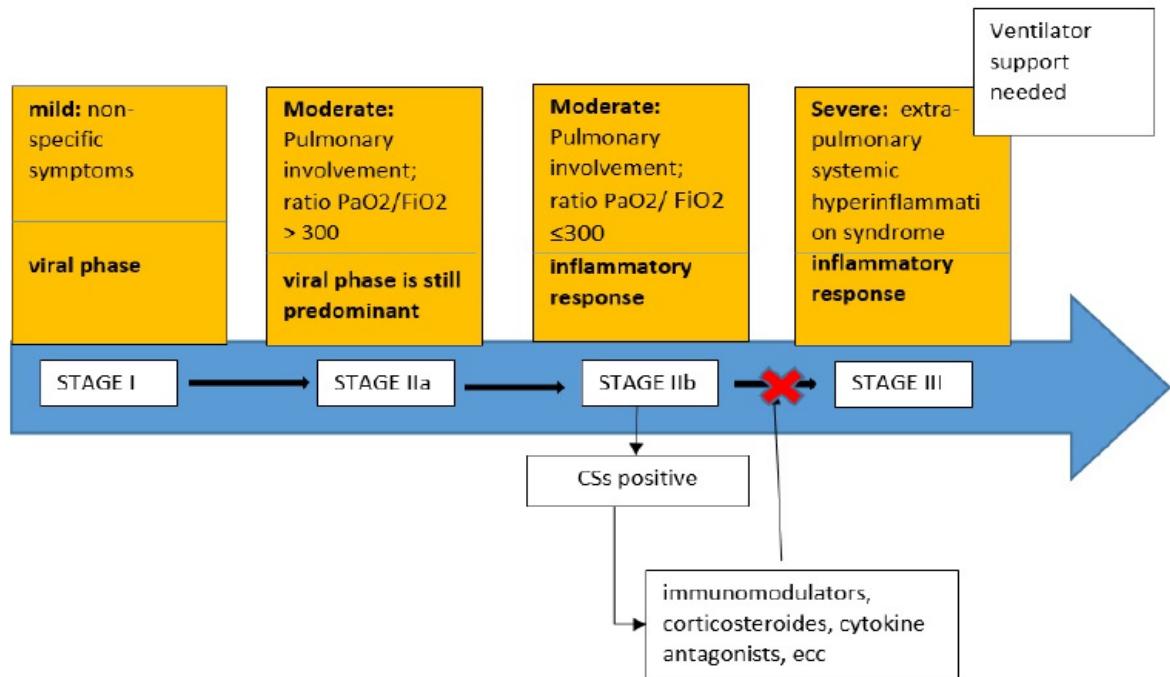 Ventilator
support
needed
mild: non-
specific
symptoms
viral phase
Moderate:
Pulmonary
involvement;
ratio PaO2/FiO2
> 300
viral phase is still
predominant
Moderate:
Pulmonary
involvement;
ratio PaO2/ FiO2
≤300
inflammatory
response
Severe: extra-
pulmonary
systemic
hyperinflammati
on syndrome
inflammatory
response
STAGE I
STAGE IIa
STAGE IIb
STAGE III
CSs positive
immunomodulators,
corticosteroides, cytokine
antagonists, ecc